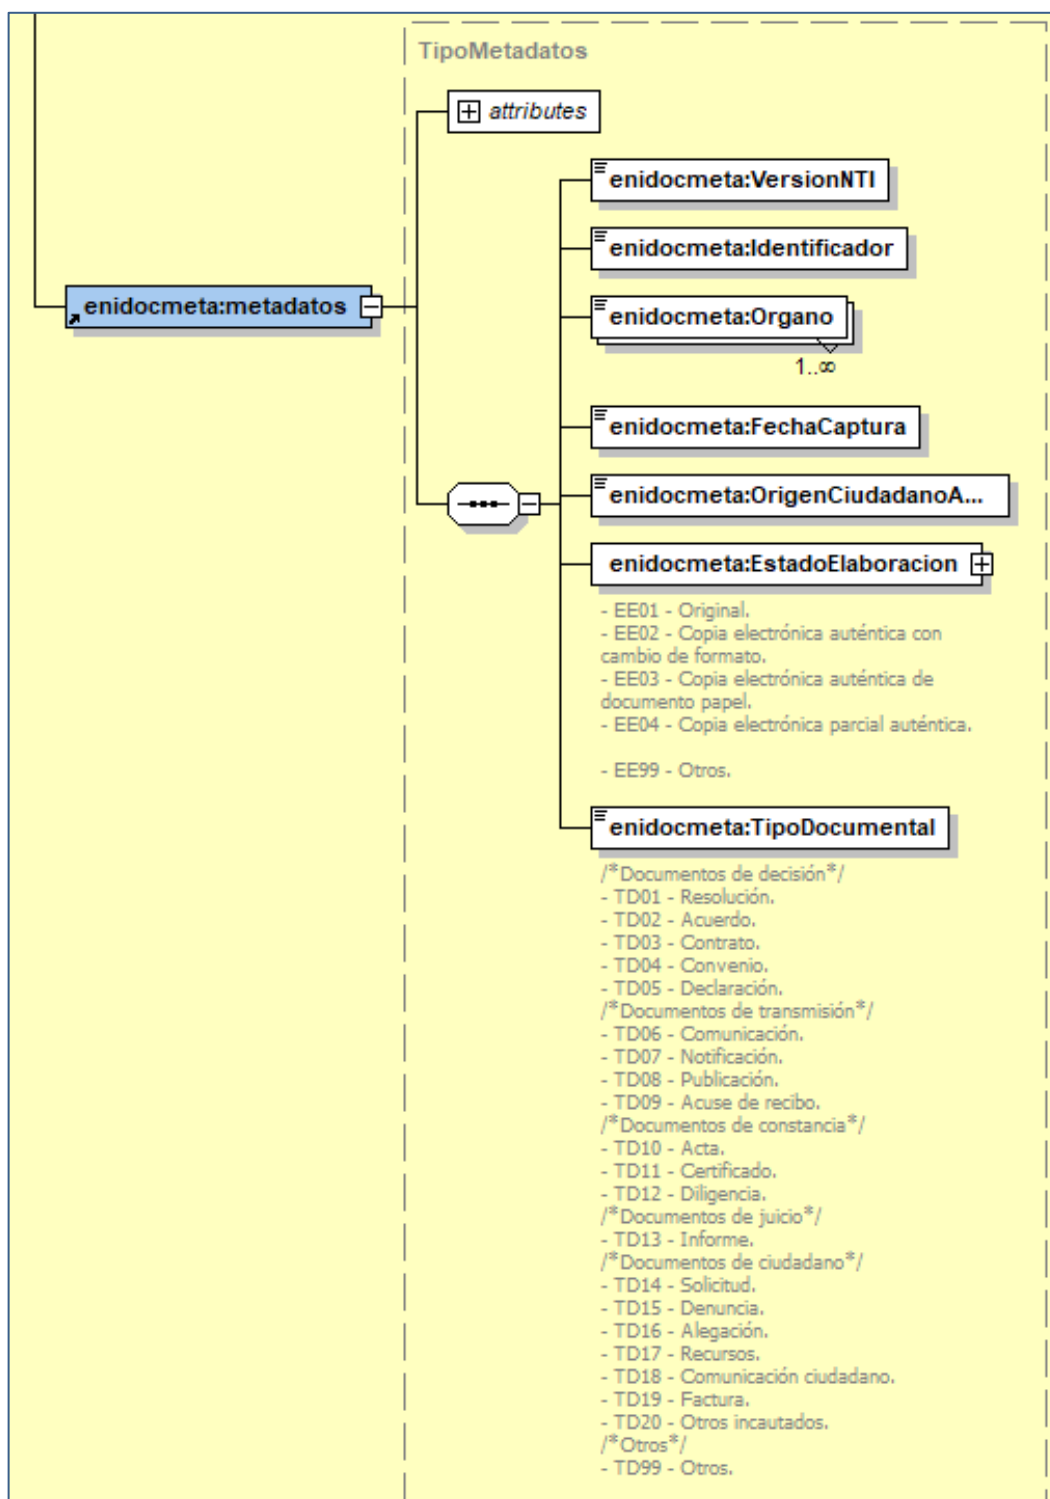 TipoMetadatos
attributes
enidocmeta:VersionNTI
enidocmeta:Identificador
enidocmeta:metadatos
enidocmeta:Organo
1..∞
enidocmeta:FechaCaptura
enidocmeta:OrigenCiudadanoA...
enidocmeta:EstadoElaboracion
- EE01 - Original.
- EE02 - Copia electrónica auténtica con
cambio de formato.
- EE03 - Copia electrónica auténtica de
documento papel.
- EE04 - Copia electrónica parcial auténtica.
- EE99 - Otros.
enidocmeta:TipoDocumental
/*Documentos de decisión*/
- TD01 - Resolución.
- TD02 - Acuerdo.
- TD03 - Contrato.
- TD04 - Convenio.
- TD05 - Declaración.
/*Documentos de transmisión*/
- TD06 - Comunicación.
- TD07 - Notificación.
- TD08 - Publicación.
- TD09 - Acuse de recibo.
/*Documentos de constancia*/
- TD10 - Acta.
- TD11 - Certificado.
- TD12 - Diligencia.
/*Documentos de juicio*/
- TD13 - Informe.
/*Documentos de ciudadano*/
- TD14 - Solicitud.
- TD15 - Denuncia.
- TD16 - Alegación.
- TD17 - Recursos.
- TD18 - Comunicación ciudadano.
- TD19 - Factura.
- TD20 - Otros incautados.
/*Otros*/
- TD99 - Otros.